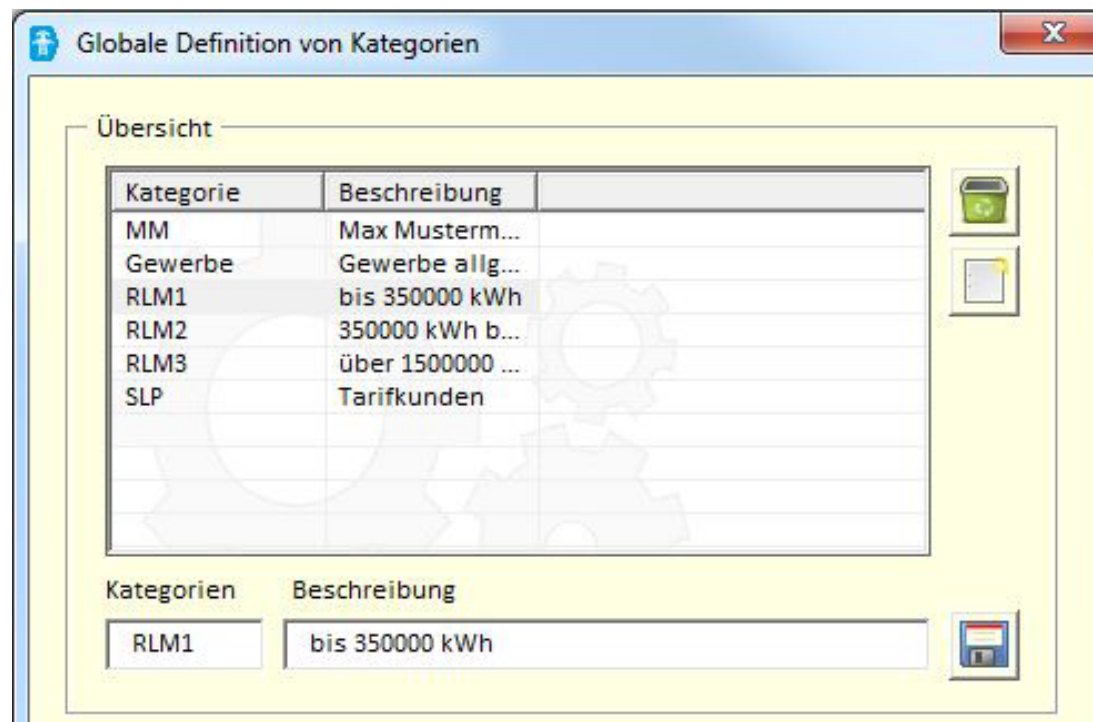 Globale Definition von Kategorien
Übersicht
Kategorie Beschreibung
MM Max Musterm...
Gewerbe Gewerbe allg...
RLM1 bis 350000 kWh
RLM2 350000 kWh b...
RLM3 über 1500000 ...
SLP Tarifkunden
Kategorien Beschreibung
RLM1 bis 350000 kWh